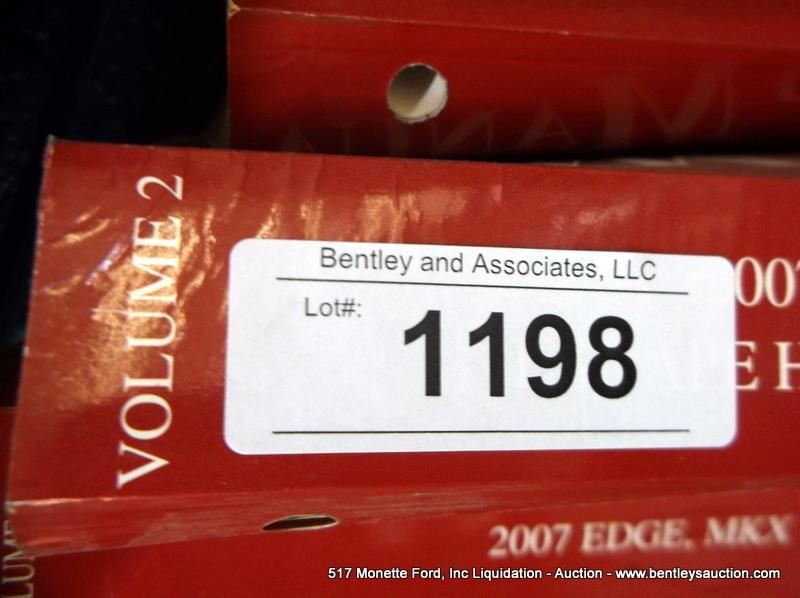 VOLUME 2
Bentley and Associates, LLC
Lot#:
1198
2007 EDGE, MKX
517 Monette Ford, Inc Liquidation - Auction - www.bentleysauction.com